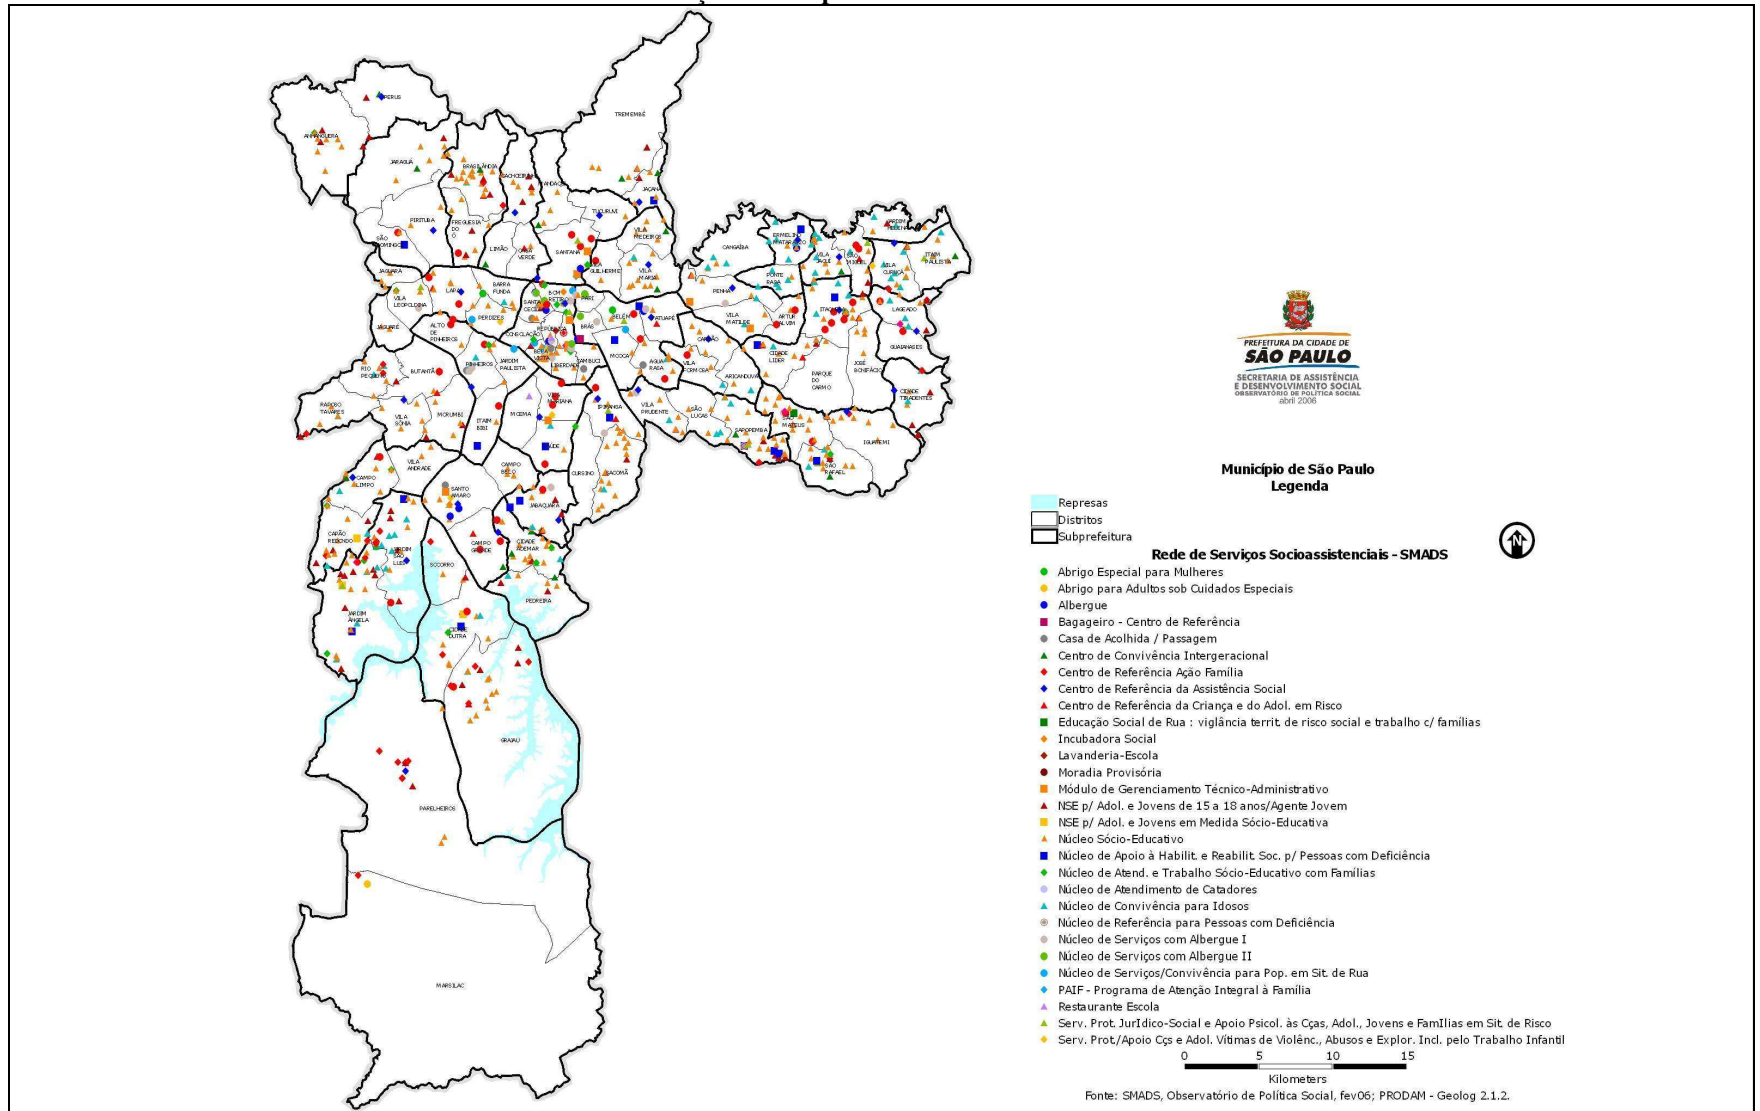 TREMEMBÉ
PERUS
ANHANGUERA
JARAGUÁ
BRASILÂNDIA
CACHOEIRINHA
MANDAQUI
JAÇANÃ
TUCURUVI
PIRITUBA
FREGUESIA
DO
Ó
VILA
MEDEIROS
SÃO
DOMINGOS
LIMÃO
CASA
VERDE
SANTANA
CANGAÍBA
ERMELINO
MATARAZZO
JARDIM
HELENA
VILA
JACUÍ
SÃO
MIGUEL
ITAIM
PAULISTA
JAGUARA
VILA
GUILHERME
VILA
MARIA
PONTE
RASA
VILA
CURUÇÁ
VILA
LEOPOLDINA
LAPA
BARRA
FUNDA
BOM
RETIRO
PARI
PENHA
SANTA
CECÍLIA
PERDIZES
BELÉM
TATUAPÉ
VILA
MATILDE
ARTUR
ALVIM
ITAQUERA
LAJEADO
JAGUARÉ
ALTO
DE
PINHEIROS
CONSOLAÇÃO
REPÚBLICA
BRÁS
BELA
VISTA
LIBERDADE
CAMBUCI
MOOCA
CARRÃO
GUAIANASES
RIO
PEQUENO
BUTANTÃ
PINHEIROS
JARDIM
PAULISTA
ÁGUA
RASA
VILA
FORMOSA
ARICANDUVA
CIDADE
LÍDER
PARQUE
DO
CARMO
JOSÉ
BONIFÁCIO
CIDADE
TIRADENTES
RAPOSO
TAVARES
VILA
SÔNIA
MORUMBI
ITAIM
BIBI
MOEMA
VILA
MARIANA
IPIRANGA
VILA
PRUDENTE
SÃO
LUCAS
SAPOPEMBA
SÃO
MATEUS
IGUATEMI
SÃO
RAFAEL
VILA
ANDRADE
CAMPO
LIMPO
SAÚDE
CAMPO
BELO
CURSINO
SACOMÃ
SANTO
AMARO
JABAQUARA
CAPÃO
REDONDO
JARDIM
SÃO
LUÍS
SOCORRO
CAMPO
GRANDE
CIDADE
ADEMAR
PEDREIRA
JARDIM
ÂNGELA
CIDADE
DUTRA
GRAJAÚ
PARELHEIROS
MARSILAC
PREFEITURA DA CIDADE DE
SÃO PAULO
SECRETARIA DE ASSISTÊNCIA
E DESENVOLVIMENTO SOCIAL
OBSERVATÓRIO DE POLÍTICA SOCIAL
abril 2006
Município de São Paulo
Legenda
Represas
Distritos
Subprefeitura
N
Rede de Serviços Socioassistenciais - SMADS
Abrigo Especial para Mulheres
Abrigo para Adultos sob Cuidados Especiais
Albergue
Bagageiro - Centro de Referência
Casa de Acolhida / Passagem
Centro de Convivência Intergeracional
Centro de Referência Ação Família
Centro de Referência da Assistência Social
Centro de Referência da Criança e do Adol. em Risco
Educação Social de Rua : viglância territ. de risco social e trabalho c/ famílias
Incubadora Social
Lavanderia-Escola
Moradia Provisória
Módulo de Gerenciamento Técnico-Administrativo
NSE p/ Adol. e Jovens de 15 a 18 anos/Agente Jovem
NSE p/ Adol. e Jovens em Medida Sócio-Educativa
Núcleo Sócio-Educativo
Núcleo de Apoio à Habilit. e Reabilit. Soc. p/ Pessoas com Deficiência
Núcleo de Atend. e Trabalho Sócio-Educativo com Famílias
Núcleo de Atendimento de Catadores
Núcleo de Convivência para Idosos
Núcleo de Referência para Pessoas com Deficiência
Núcleo de Serviços com Albergue I
Núcleo de Serviços com Albergue II
Núcleo de Serviços/Convivência para Pop. em Sit. de Rua
PAIF - Programa de Atenção Integral à Família
Restaurante Escola
Serv. Prot. JurIdico-Social e Apoio Psicol. às Cças, Adol., Jovens e FamIlias em Sit. de Risco
Serv. Prot./Apoio Cçs e Adol. Vítimas de Violênc., Abusos e Explor. Incl. pelo Trabalho Infantil
0 5 10 15
Kilometers
Fonte: SMADS, Observatório de Política Social, fev06; PRODAM - Geolog 2.1.2.